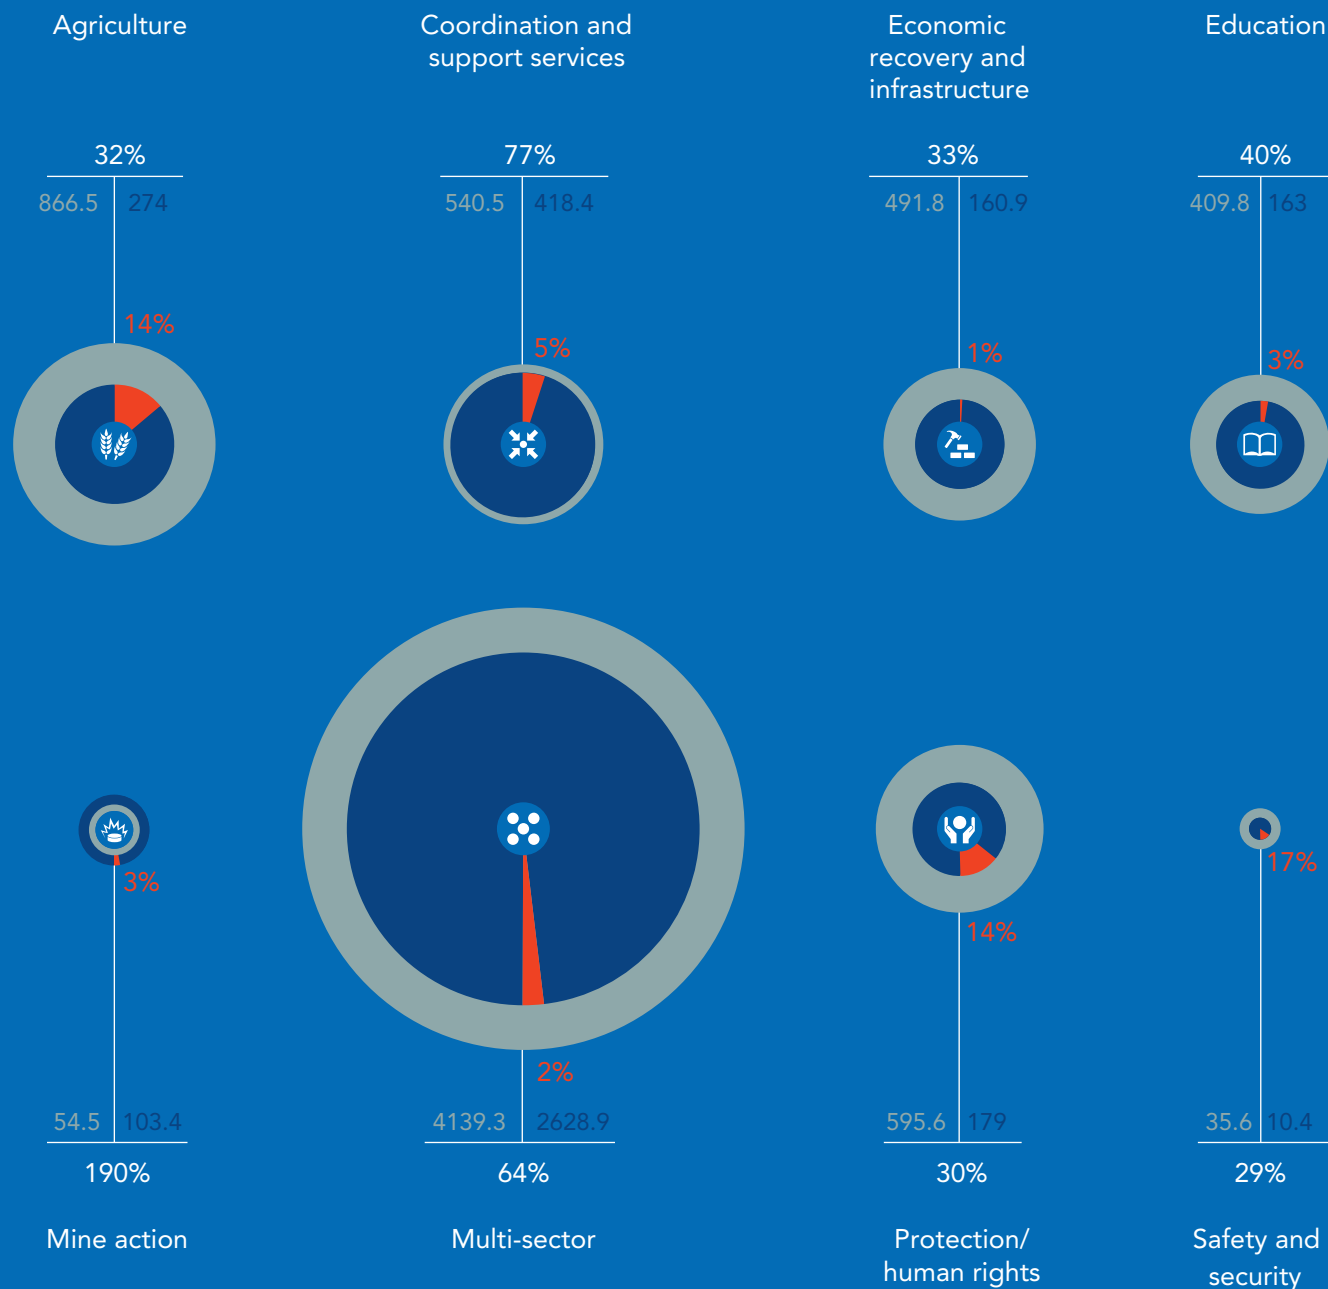 Agriculture
Coordination and
support services
Economic
recovery and
infrastructure
Education
32%
77%
33%
40%
866.5 274
540.5 418.4
491.8 160.9
409.8 163
14%
5%
1%
3%
3%
2%
14%
17%
54.5 103.4
4139.3 2628.9
595.6 179
35.6 10.4
190%
64%
30%
29%
Mine action
Multi-sector
Protection/
human rights
Safety and
security